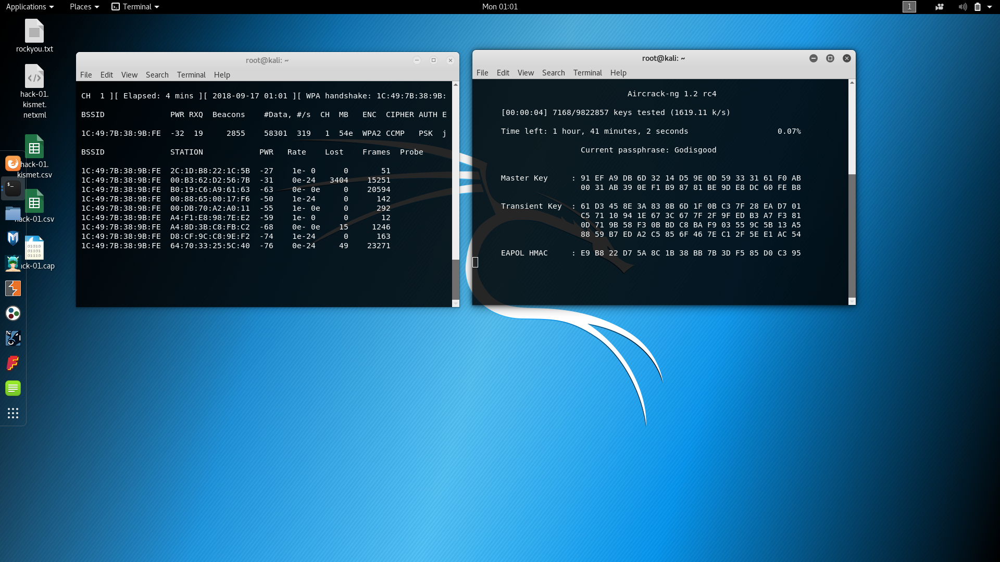 Applications Places Terminal Mon 01:01 1
rockyou.txt
hack-01.
kismet.
netxml
hack-01.
kismet.csv
hack-01.csv
ck-01.cap
root@kali: ~
File Edit View Search Terminal Help
CH  1 ][ Elapsed: 4 mins ][ 2018-09-17 01:01 ][ WPA handshake: 1C:49:7B:38:9B:
BSSID PWR RXQ Beacons #Data, #/s CH MB ENC CIPHER AUTH E
1C:49:7B:38:9B:FE -32 19 2855 58301 319 1 54e WPA2 CCMP PSK j
BSSID STATION PWR Rate Lost Frames Probe
1C:49:7B:38:9B:FE 2C:1D:B8:22:1C:5B -27 1e- 0 0 51
1C:49:7B:38:9B:FE 00:B3:62:D2:56:7B -31 0e-24 3404 15251
1C:49:7B:38:9B:FE B0:19:C6:A9:61:63 -63 0e- 0e 0 20594
1C:49:7B:38:9B:FE 00:88:65:00:17:F6 -50 1e-24 0 142
1C:49:7B:38:9B:FE 00:DB:70:A2:A0:11 -55 1e- 0e 0 292
1C:49:7B:38:9B:FE A4:F1:E8:98:7E:E2 -59 1e- 0 0 12
1C:49:7B:38:9B:FE A4:8D:3B:C8:FB:C2 -68 0e- 0e 15 1246
1C:49:7B:38:9B:FE D8:CF:9C:C8:9E:F2 -74 1e-24 0 163
1C:49:7B:38:9B:FE 64:70:33:25:5C:40 -76 0e-24 49 23271
root@kali: ~
File Edit View Search Terminal Help
Aircrack-ng 1.2 rc4
[00:00:04] 7168/9822857 keys tested (1619.11 k/s)
Time left: 1 hour, 41 minutes, 2 seconds 0.07%
Current passphrase: Godisgood
Master Key : 91 EF A9 DB 6D 32 14 D5 9E 0D 59 33 31 61 F0 AB
00 31 AB 39 0E F1 B9 87 81 BE 9D E8 DC 60 FE B8
Transient Key : 61 D3 45 8E 3A 83 8B 6D 1F 0B C3 7F 28 EA D7 01
C5 71 10 94 1E 67 3C 67 7F 2F 9F ED B3 A7 F3 81
0D 71 9B 58 F3 0B BD C8 BA F9 03 55 9C 5B 13 A5
88 59 B7 ED A2 C5 85 6F 46 7E C1 2F 5E E1 AC 54
EAPOL HMAC : E9 B8 22 D7 5A 8C 1B 38 BB 7B 3D F5 85 D0 C3 95